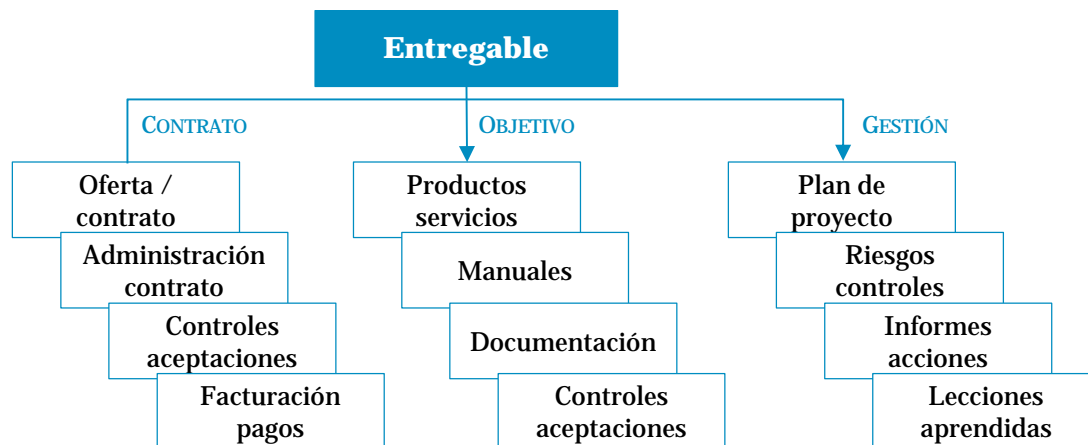 Entregable
CONTRATO
OBJETIVO
GESTIÓN
Oferta /
contrato
Administración
contrato
Controles
aceptaciones
Facturación
pagos
Productos
servicios
Manuales
Documentación
Controles
aceptaciones
Plan de
proyecto
Riesgos
controles
Informes
acciones
Lecciones
aprendidas